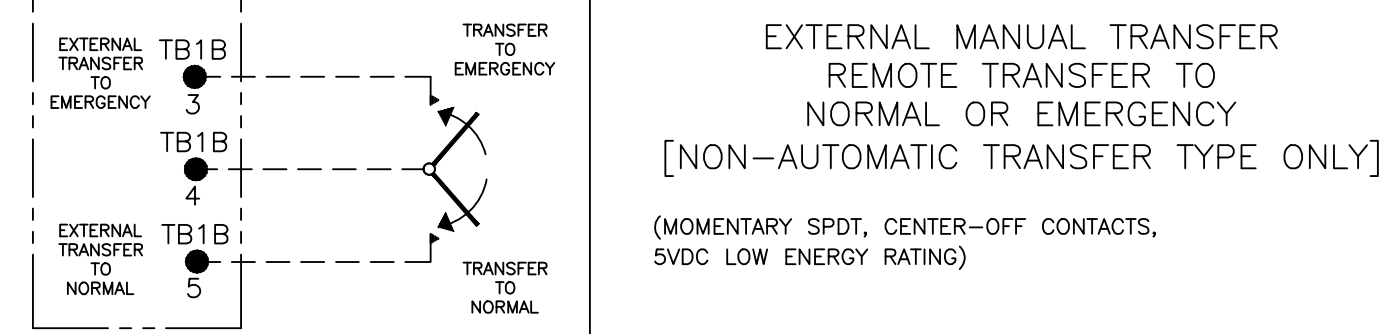 EXTERNAL
TRANSFER
TO
EMERGENCY
TB1B
3
TRANSFER
TO
EMERGENCY
TB1B
4
EXTERNAL
TRANSFER
TO
NORMAL
TB1B
5
TRANSFER
TO
NORMAL
EXTERNAL MANUAL TRANSFER
REMOTE TRANSFER TO
NORMAL OR EMERGENCY
[NON-AUTOMATIC TRANSFER TYPE ONLY]
(MOMENTARY SPDT, CENTER-OFF CONTACTS,
5VDC LOW ENERGY RATING)